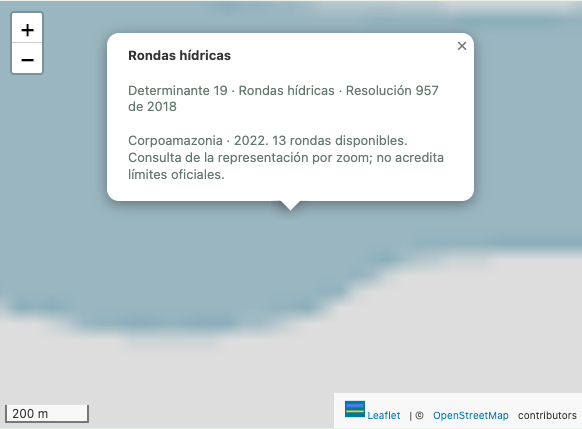 +
−
Rondas hídricas
×
Determinante 19 · Rondas hídricas · Resolución 957
de 2018
Corpoamazonia · 2022. 13 rondas disponibles.
Consulta de la representación por zoom; no acredita
límites oficiales.
200 m
Leaflet | © OpenStreetMap contributors